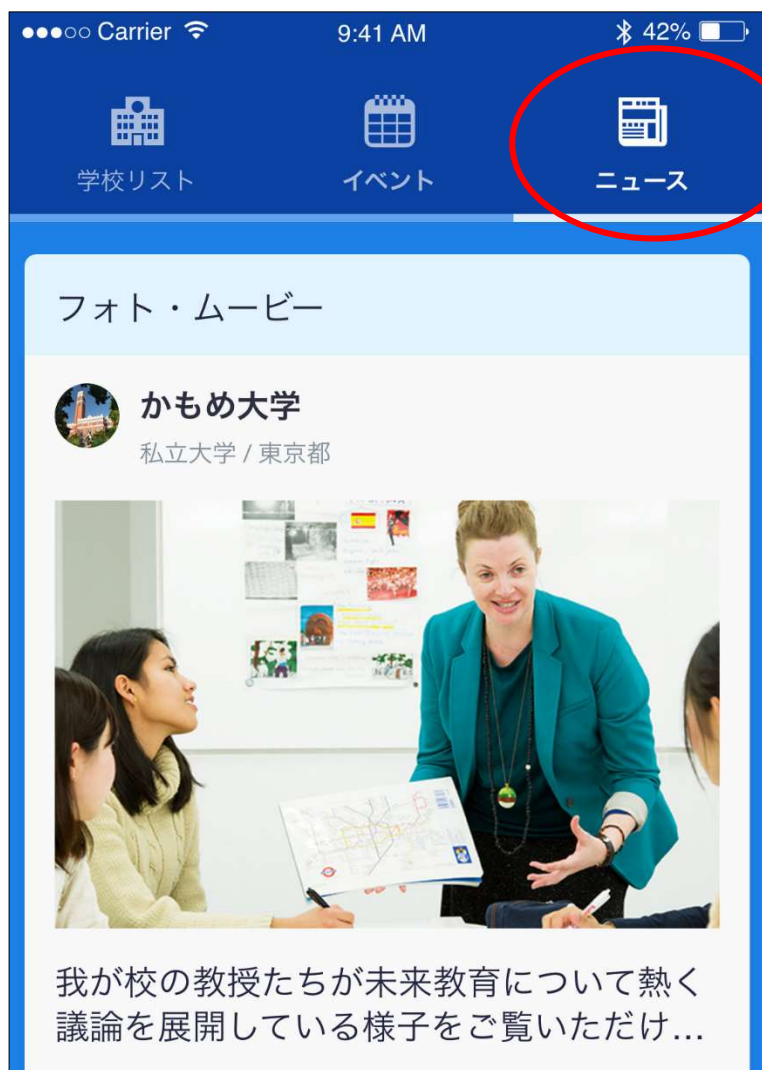 ●●●○○ Carrier 9:41 AM 42%
学校リスト イベント ニュース
フォト・ムービー
かもめ大学
私立大学 / 東京都
我が校の教授たちが未来教育について熱く
議論を展開している様子をご覧いただけ…